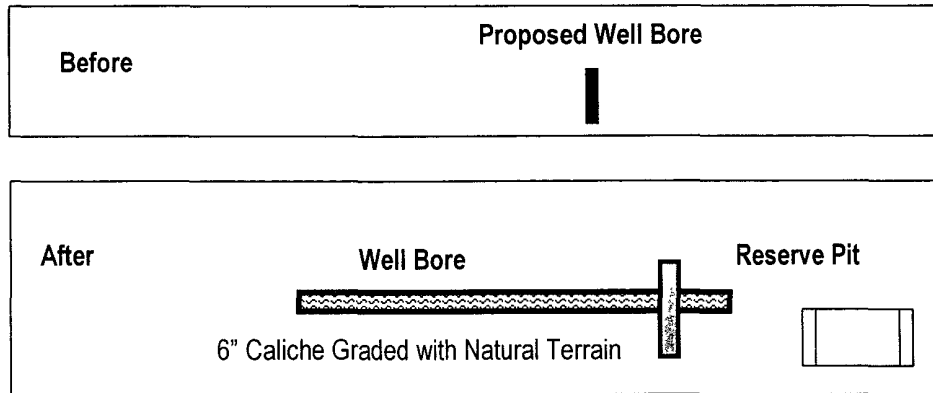 Proposed Well Bore
Before
After
Well Bore
Reserve Pit
6" Caliche Graded with Natural Terrain